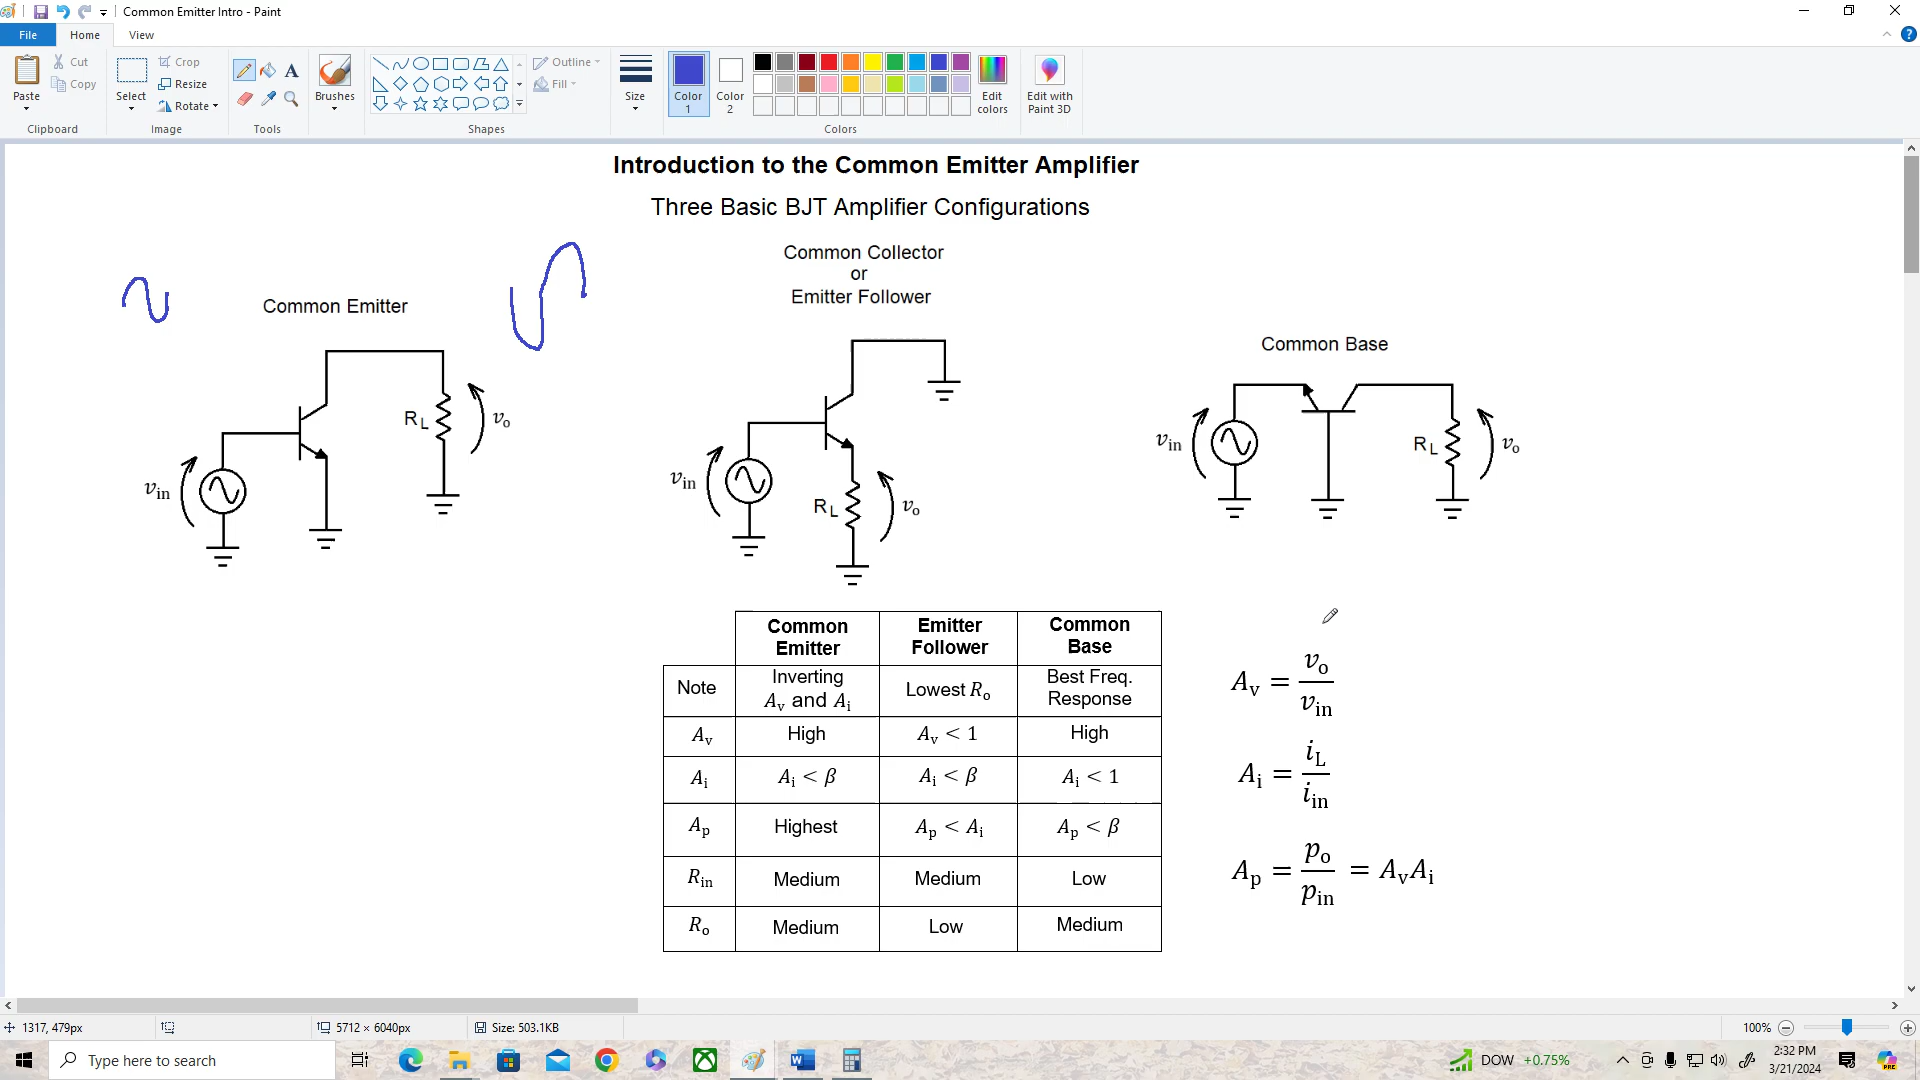 Common Emitter Intro - Paint
File Home View
Paste
Cut
Copy
Clipboard
Select
Crop
Resize
Rotate
Image
A
Tools
Brushes
Shapes
Outline
Fill
Size
Color 1
Color 2
Colors
Edit colors
Edit with Paint 3D
Introduction to the Common Emitter Amplifier
Three Basic BJT Amplifier Configurations
Common Emitter
v_in
R_L
v_o
Common Collector
or
Emitter Follower
v_in
R_L
v_o
Common Base
v_in
R_L
v_o
Common Emitter | Emitter Follower | Common Base
Note | Inverting A_v and A_i | Lowest R_o | Best Freq. Response
A_v | High | A_v < 1 | High
A_i | A_i < β | A_i < β | A_i < 1
A_p | Highest | A_p < A_i | A_p < β
R_in | Medium | Medium | Low
R_o | Medium | Low | Medium
A_v = v_o / v_in
A_i = i_L / i_in
A_p = p_o / p_in = A_v A_i
1317, 479px
5712 × 6040px
Size: 503.1KB
100%
Type here to search
DOW +0.75%
2:32 PM
3/21/2024